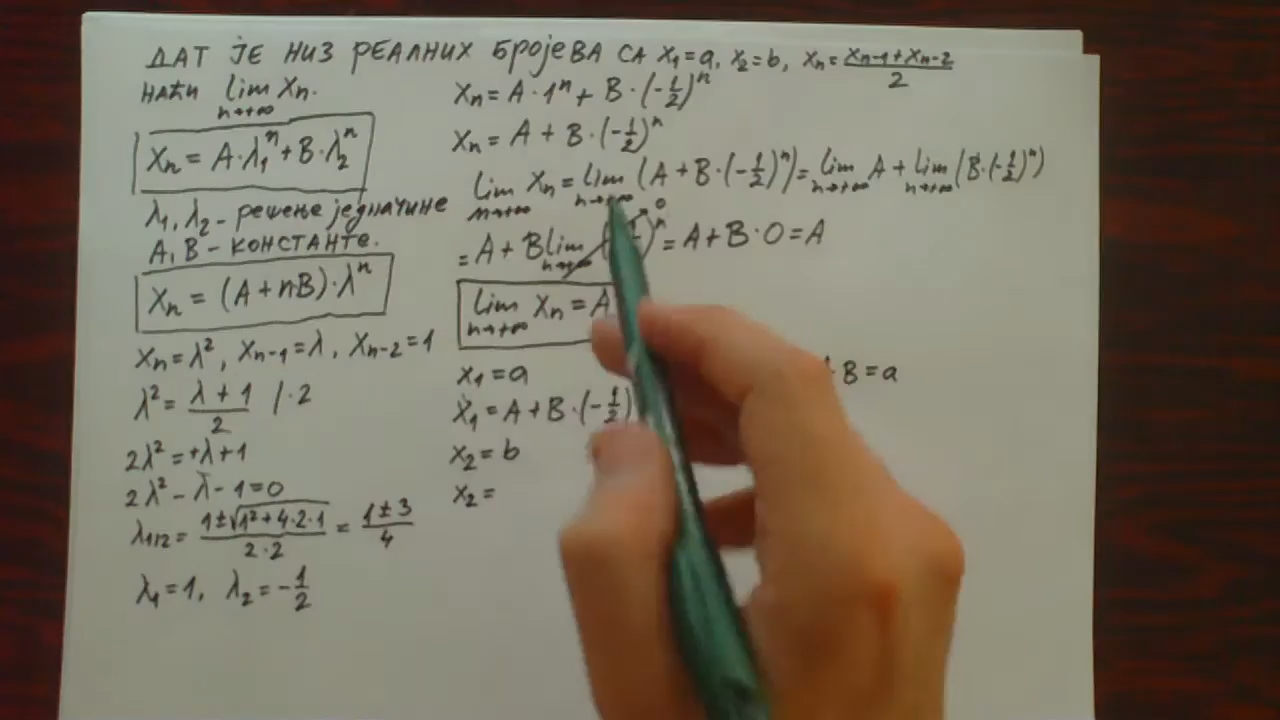 ДАТ ЈЕ НИЗ РЕАЛНИХ БРОЈЕВА СА x₁=a, x₂=b, xₙ=(xₙ₋₁+xₙ₋₂)/2
НАЋИ lim xₙ.
n→+∞
xₙ = A·λ₁ⁿ+B·λ₂ⁿ
λ₁, λ₂ - решење једначине
A, B - КОНСТАНТЕ.
xₙ = (A+nB)·λⁿ
xₙ=λ², xₙ₋₁=λ, xₙ₋₂=1
λ²= (λ+1)/2 /·2
2λ²=+λ+1
2λ²-λ-1=0
λ₁/₂= (1±√(1²+4·2·1))/(2·2) = (1±3)/4
λ₁=1, λ₂=-1/2
xₙ= A·1ⁿ+ B·(-1/2)ⁿ
xₙ= A + B·(-1/2)ⁿ
lim xₙ= lim (A+B·(-1/2)ⁿ)= lim A+ lim (B·(-1/2)ⁿ)
n→+∞ n→+∞ n→+∞ n→+∞
= A + B lim = A+B·0=A
0
lim xₙ = A
n→+∞
x₁=a
x₁=A+B·(-1/2)
B=a
x₂=b
x₂=